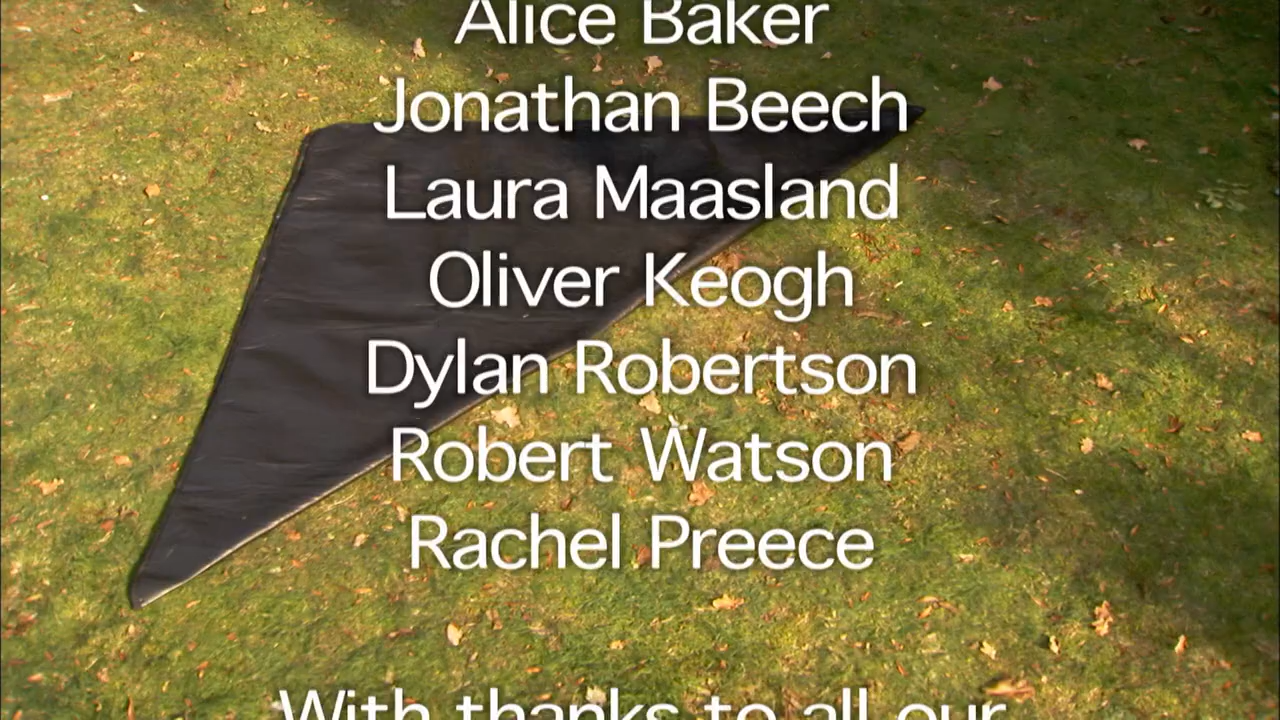 Alice Baker
Jonathan Beech
Laura Maasland
Oliver Keogh
Dylan Robertson
Robert Watson
Rachel Preece
With thanks to all our